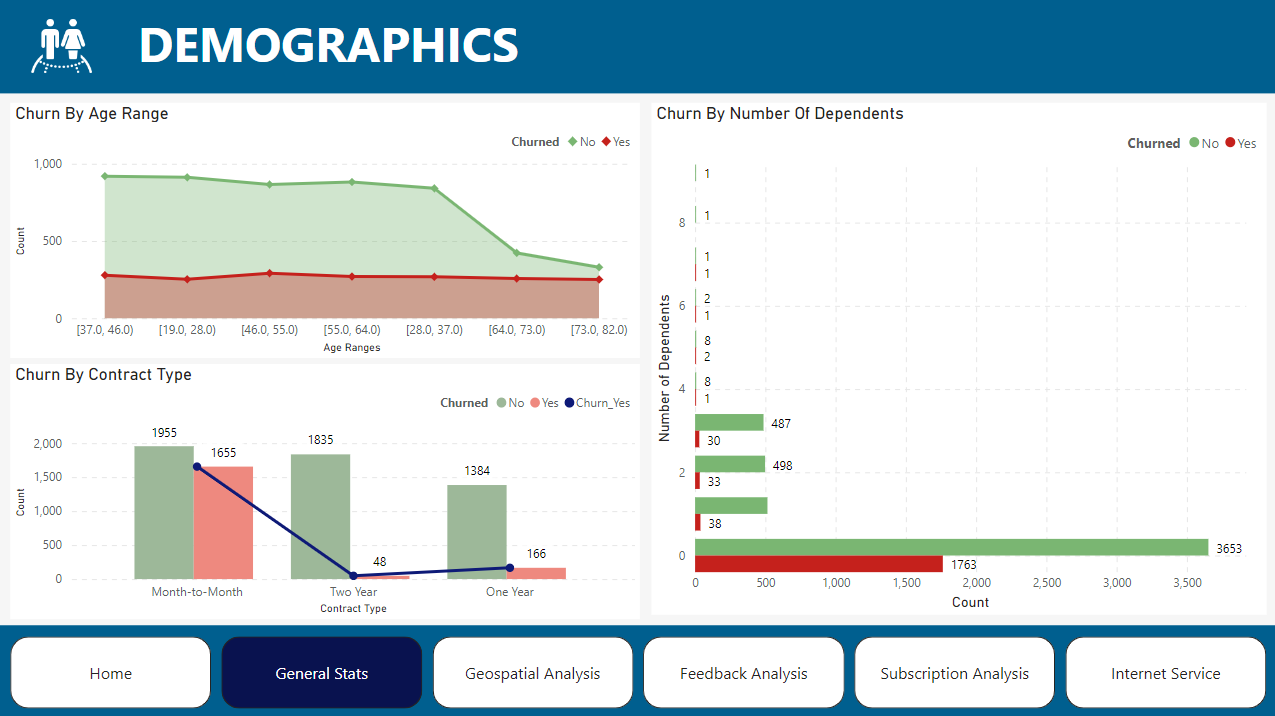 DEMOGRAPHICS
Churn By Age Range
Churned No Yes
1,000
500
0
Count
[37.0, 46.0) [19.0, 28.0) [46.0, 55.0) [55.0, 64.0) [28.0, 37.0) [64.0, 73.0) [73.0, 82.0)
Age Ranges
Churn By Contract Type
Churned No Yes Churn_Yes
2,000
1,500
1,000
500
0
Count
1955
1655
1835
48
1384
166
Month-to-Month Two Year One Year
Contract Type
Churn By Number Of Dependents
Churned No Yes
Number of Dependents
8
6
4
2
0
1
1
1
1
2
1
8
2
8
1
487
30
498
33
38
3653
1763
0 500 1,000 1,500 2,000 2,500 3,000 3,500
Count
Home
General Stats
Geospatial Analysis
Feedback Analysis
Subscription Analysis
Internet Service